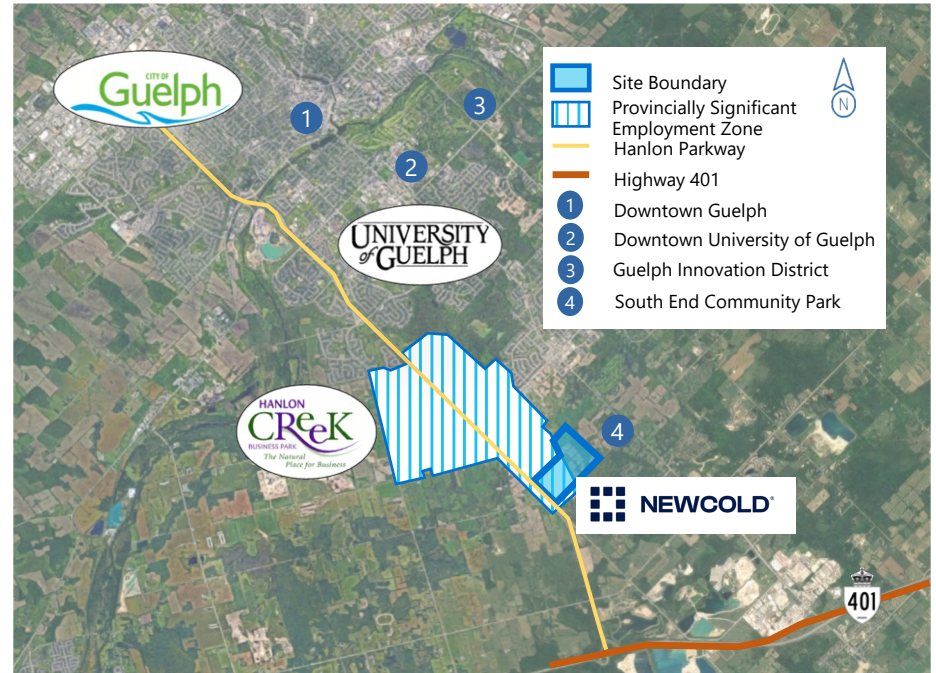 CITY OF
Guelph
1
3
2
UNIVERSITY
of GUELPH
HANLON
CREEK
BUSINESS PARK
The Natural
Place for Business
4
NEWCOLD
401
Site Boundary
Provincially Significant
Employment Zone
Hanlon Parkway
Highway 401
1 Downtown Guelph
2 Downtown University of Guelph
3 Guelph Innovation District
4 South End Community Park
N